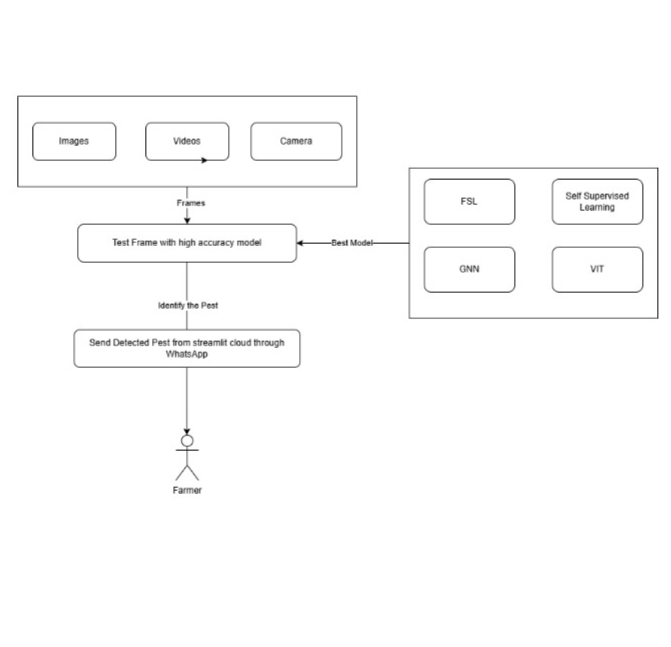 Images
Videos
Camera
Frames
Test Frame with high accuracy model
Best Model
FSL
Self Supervised
Learning
GNN
VIT
Identify the Pest
Send Detected Pest from streamlit cloud through
WhatsApp
Farmer